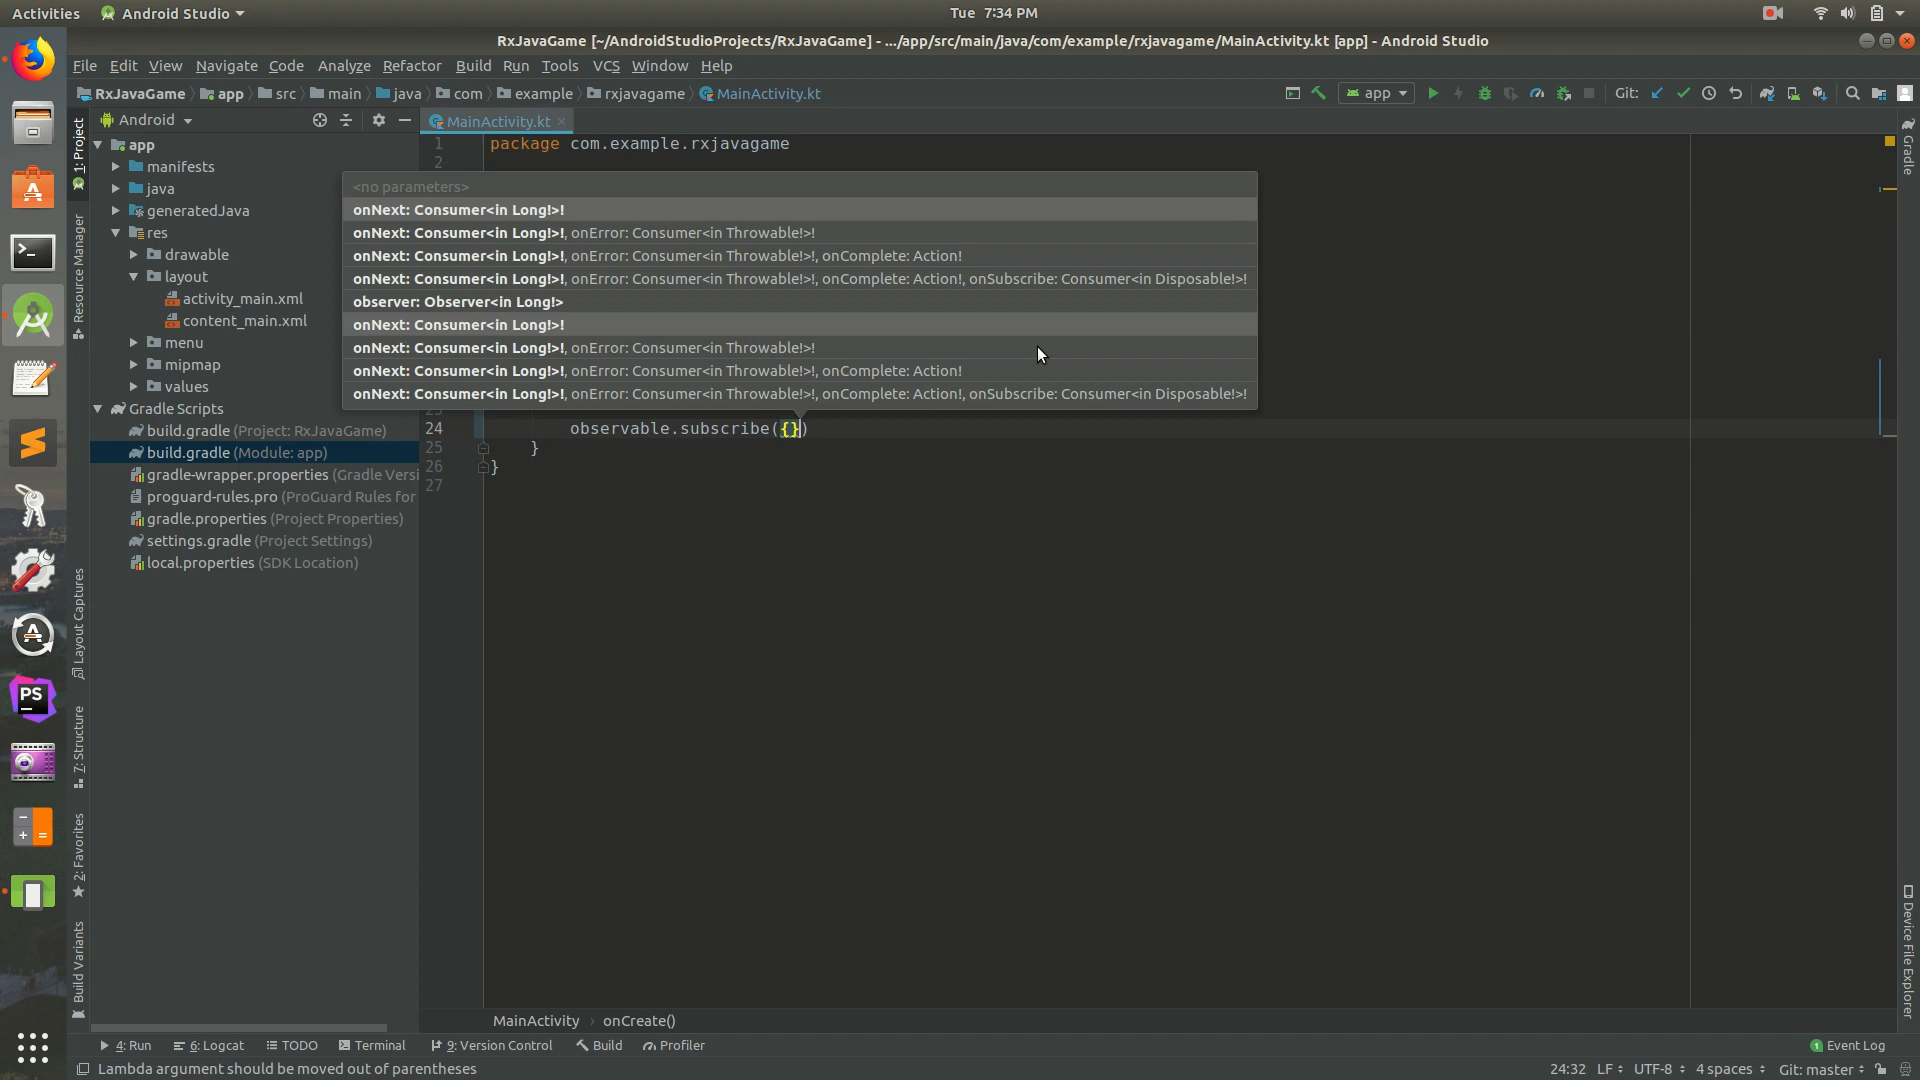 Activities Android Studio Tue 7:34 PM
RxJavaGame [~/AndroidStudioProjects/RxJavaGame] - .../app/src/main/java/com/example/rxjavagame/MainActivity.kt [app] - Android Studio
File Edit View Navigate Code Analyze Refactor Build Run Tools VCS Window Help
RxJavaGame app src main java com example rxjavagame MainActivity.kt app Git:
Android MainActivity.kt
1: Project
Resource Manager
Layout Captures
7: Structure
2: Favorites
Build Variants
app
manifests
java
generatedJava
res
drawable
layout
activity_main.xml
content_main.xml
menu
mipmap
values
Gradle Scripts
build.gradle (Project: RxJavaGame)
build.gradle (Module: app)
gradle-wrapper.properties (Gradle Versi
proguard-rules.pro (ProGuard Rules for
gradle.properties (Project Properties)
settings.gradle (Project Settings)
local.properties (SDK Location)
1 package com.example.rxjavagame
2
<no parameters>
onNext: Consumer<in Long!>!
onNext: Consumer<in Long!>!, onError: Consumer<in Throwable!>!
onNext: Consumer<in Long!>!, onError: Consumer<in Throwable!>!, onComplete: Action!
onNext: Consumer<in Long!>!, onError: Consumer<in Throwable!>!, onComplete: Action!, onSubscribe: Consumer<in Disposable!>!
observer: Observer<in Long!>
onNext: Consumer<in Long!>!
onNext: Consumer<in Long!>!, onError: Consumer<in Throwable!>!
onNext: Consumer<in Long!>!, onError: Consumer<in Throwable!>!, onComplete: Action!
onNext: Consumer<in Long!>!, onError: Consumer<in Throwable!>!, onComplete: Action!, onSubscribe: Consumer<in Disposable!>!
23
24 observable.subscribe({})
25 }
26 }
27
Gradle
Device File Explorer
PS
MainActivity › onCreate()
4: Run 6: Logcat TODO Terminal 9: Version Control Build Profiler 1 Event Log
Lambda argument should be moved out of parentheses 24:32 LF UTF-8 4 spaces Git: master